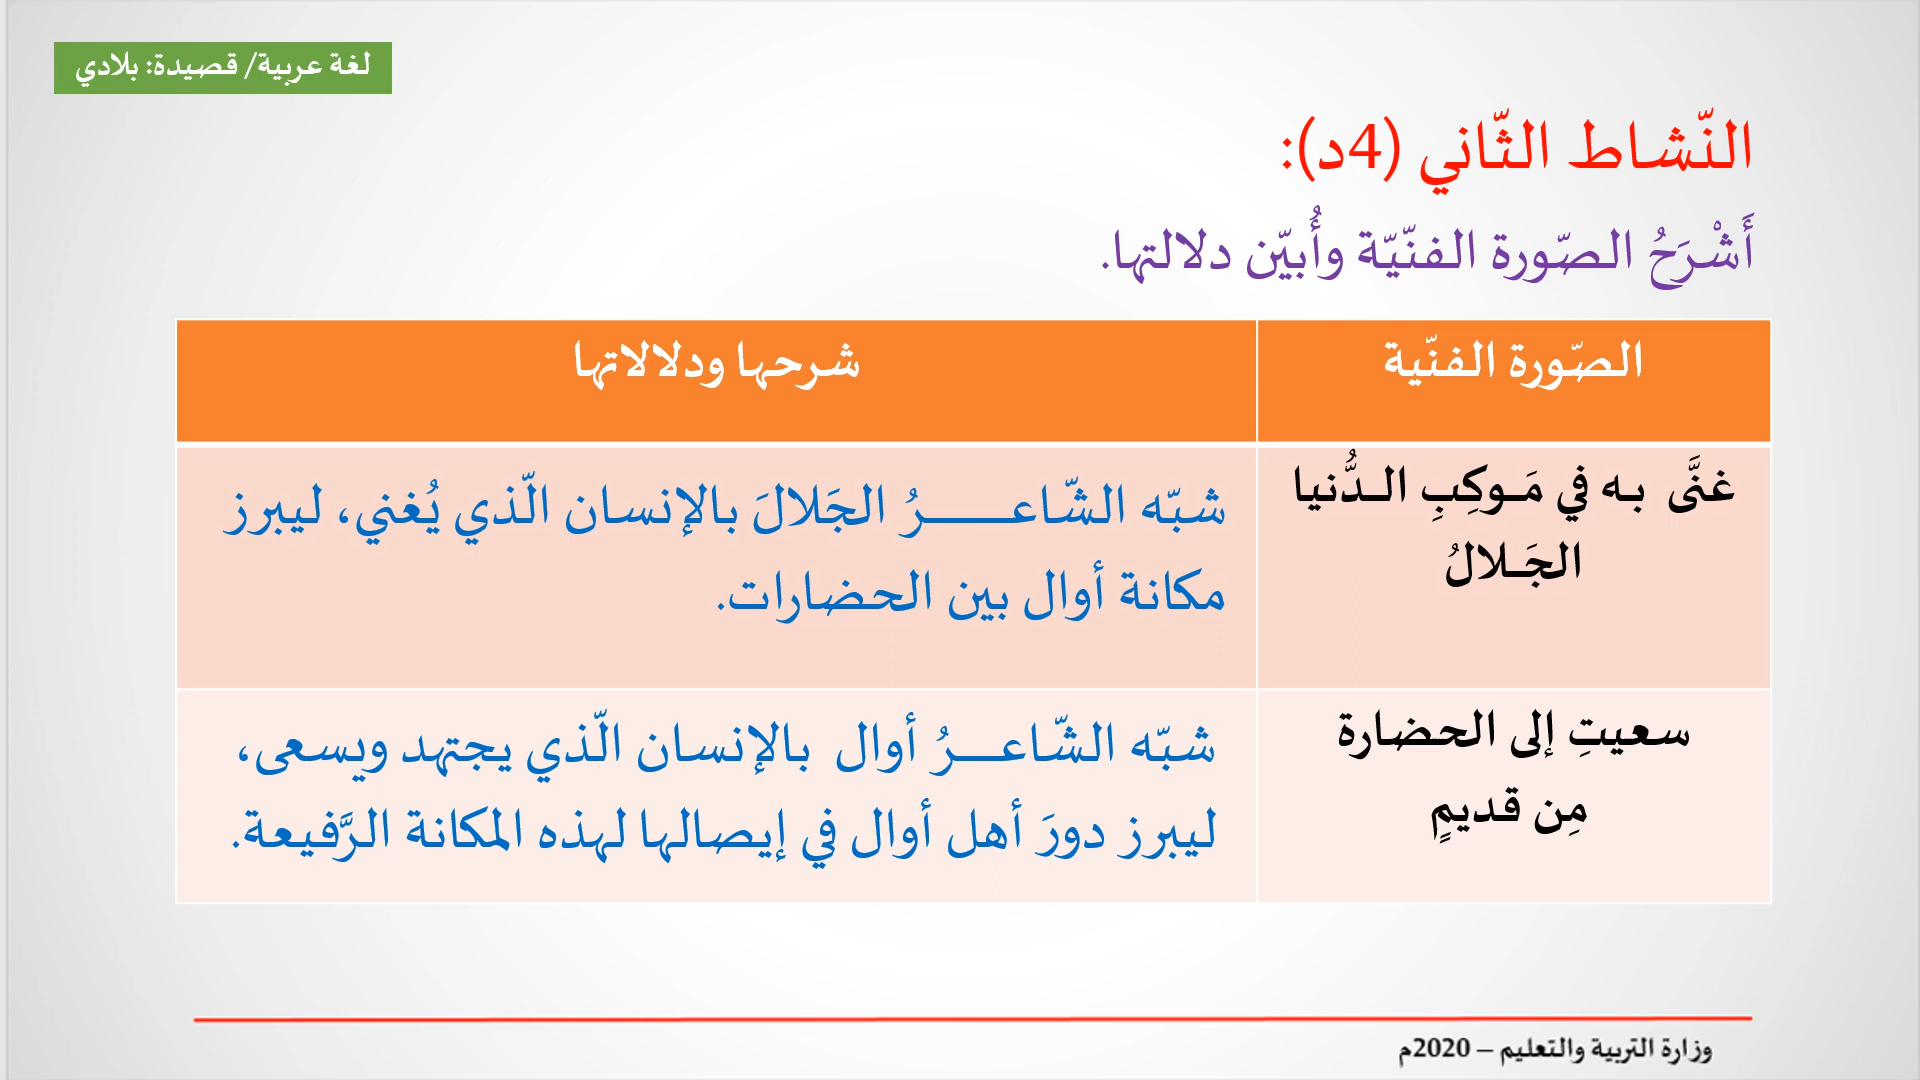 لغة عربية/ قصيدة: بلادي
النّشاط الثّاني (4د):
أَشْرَحُ الصّورة الفنّيّة وأُبيّن دلالتها.
الصّورة الفنّية
شرحها ودلالاتها
غنَّى به في مَوكِبِ الدُّنيا
الجَلالُ
شبّه الشّاعـــــــرُ الجَلالَ بالإنسان الّذي يُغني، ليبرز
مكانة أوال بين الحضارات.
سعيتِ إلى الحضارة
مِن قديمٍ
شبّه الشّاعــــرُ أوال بالإنسان الّذي يجتهد ويسعى،
ليبرز دورَ أهل أوال في إيصالها لهذه المكانة الرَّفيعة.
وزارة التربية والتعليم – 2020م